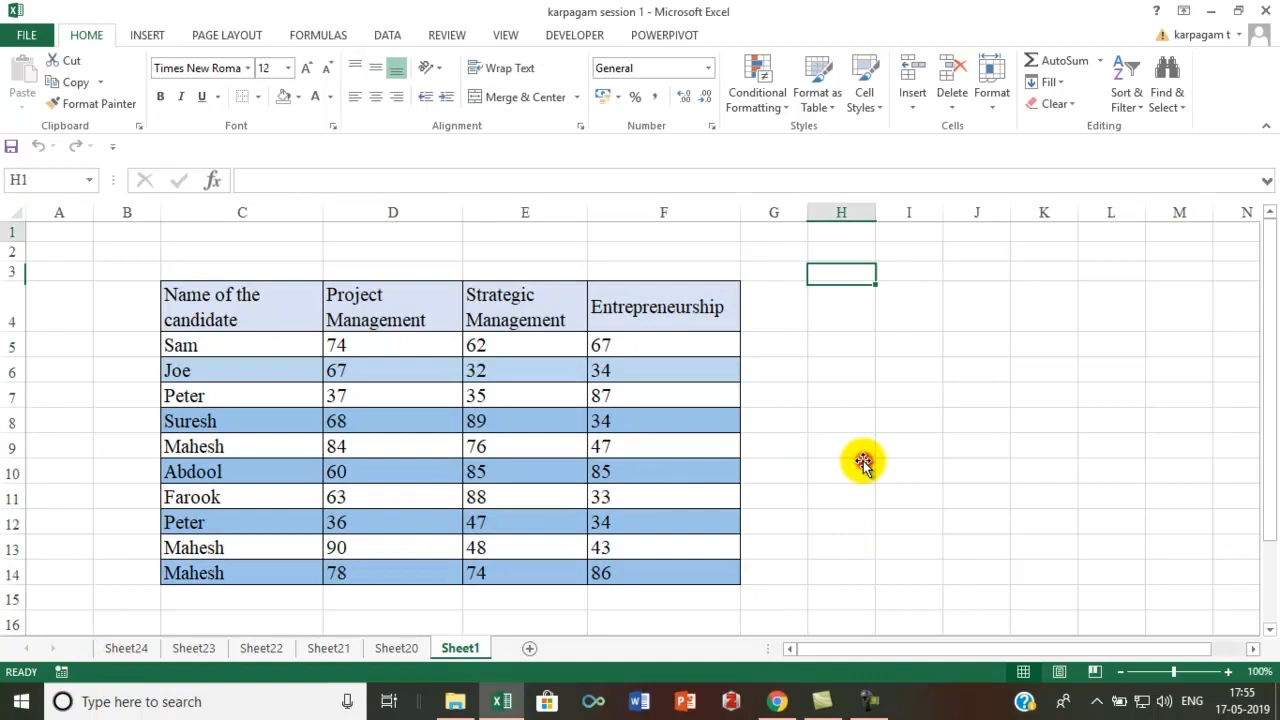 karpagam session 1 - Microsoft Excel
?
FILE HOME INSERT PAGE LAYOUT FORMULAS DATA REVIEW VIEW DEVELOPER POWERPIVOT karpagam t
Paste
Cut
Copy
Format Painter
Clipboard
Times New Roma 12
B I U
Font
Wrap Text
Merge & Center
Alignment
General
%
Number
Conditional Formatting
Format as Table
Cell Styles
Styles
Insert
Delete
Format
Cells
AutoSum
Fill
Clear
Sort & Filter
Find & Select
Editing
H1 fx
A B C D E F G H I J K L M N
1
2
3
4 Name of the candidate Project Management Strategic Management Entrepreneurship
5 Sam 74 62 67
6 Joe 67 32 34
7 Peter 37 35 87
8 Suresh 68 89 34
9 Mahesh 84 76 47
10 Abdool 60 85 85
11 Farook 63 88 33
12 Peter 36 47 34
13 Mahesh 90 48 43
14 Mahesh 78 74 86
15
16
Sheet24 Sheet23 Sheet22 Sheet21 Sheet20 Sheet1
READY 100%
Type here to search
ENG
17:55
17-05-2019